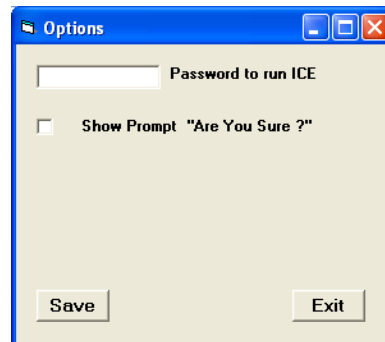 Options
Password to run ICE
Show Prompt "Are You Sure ?"
Save Exit